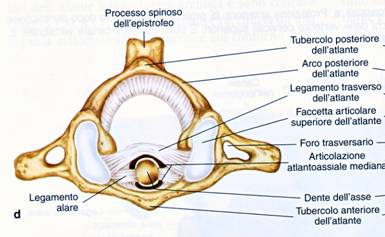 Processo spinoso
dell'epistrofeo
Tubercolo posteriore
dell'atlante
Arco posteriore
dell'atlante
Legamento trasverso
dell'atlante
Faccetta articolare
superiore dell'atlante
Foro trasversario
Articolazione
atlantoassiale mediana
Legamento
alare
Dente dell'asse
Tubercolo anteriore
dell'atlante
d